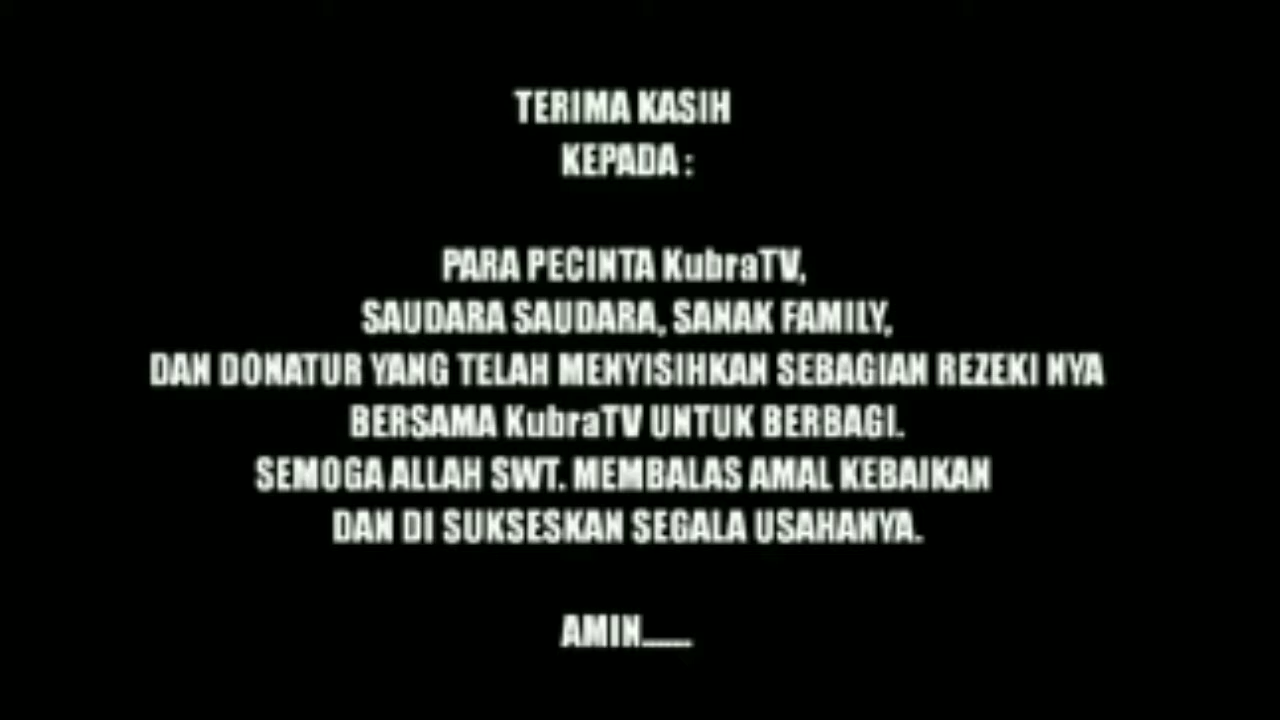 TERIMA KASIH
KEPADA :
PARA PECINTA KubraTV,
SAUDARA SAUDARA, SANAK FAMILY,
DAN DONATUR YANG TELAH MENYISIHKAN SEBAGIAN REZEKI NYA
BERSAMA KubraTV UNTUK BERBAGI.
SEMOGA ALLAH SWT. MEMBALAS AMAL KEBAIKAN
DAN DI SUKSESKAN SEGALA USAHANYA.
AMIN......